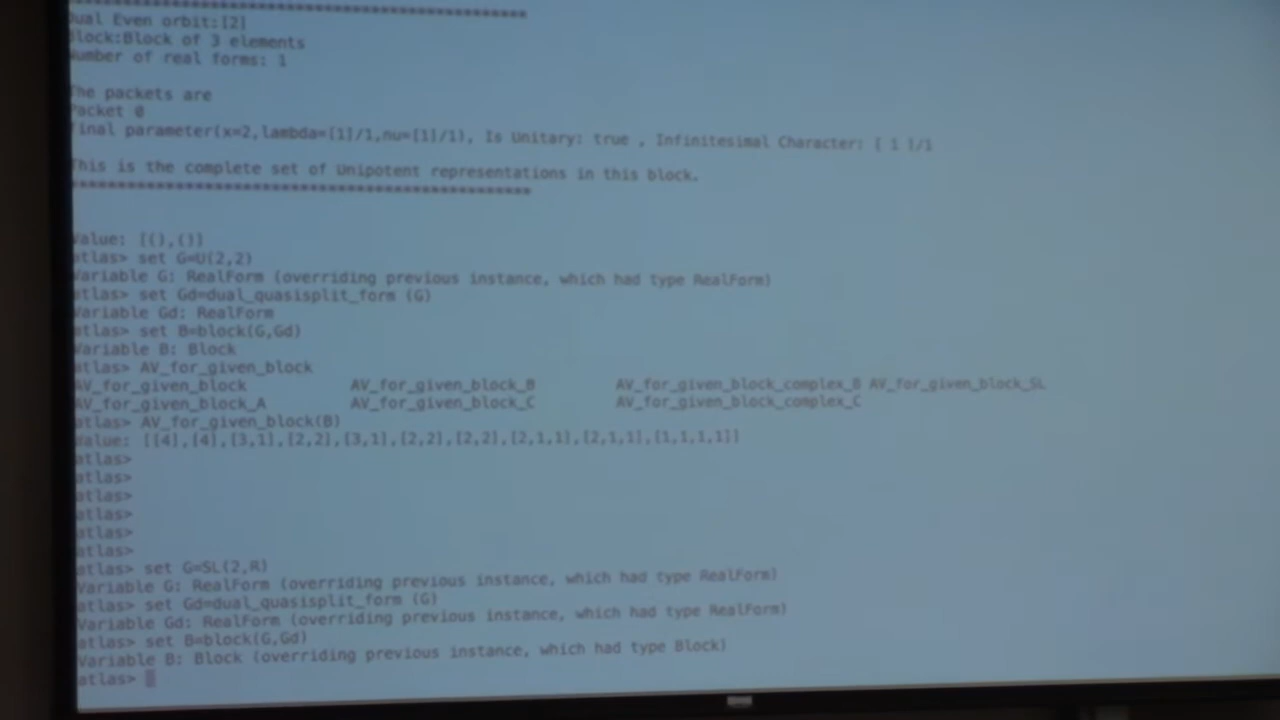 **************************************************
Dual Even orbit:[2]
Block:Block of 3 elements
Number of real forms: 1
The packets are
Packet 0
final parameter(x=2,lambda=[1]/1,nu=[1]/1), Is Unitary: true , Infinitesimal Character: [ 1 ]/1
This is the complete set of Unipotent representations in this block.
**************************************************
Value: [(),()]
atlas> set G=U(2,2)
Variable G: RealForm (overriding previous instance, which had type RealForm)
atlas> set Gd=dual_quasisplit_form (G)
Variable Gd: RealForm
atlas> set B=block(G,Gd)
Variable B: Block
atlas> AV_for_given_block
AV_for_given_block AV_for_given_block_B AV_for_given_block_complex_B AV_for_given_block_SL
AV_for_given_block_A AV_for_given_block_C AV_for_given_block_complex_C
atlas> AV_for_given_block(B)
Value: [[4],[4],[3,1],[2,2],[3,1],[2,2],[2,2],[2,1,1],[2,1,1],[1,1,1,1]]
atlas>
atlas>
atlas>
atlas>
atlas>
atlas>
atlas> set G=SL(2,R)
Variable G: RealForm (overriding previous instance, which had type RealForm)
atlas> set Gd=dual_quasisplit_form (G)
Variable Gd: RealForm (overriding previous instance, which had type RealForm)
atlas> set B=block(G,Gd)
Variable B: Block (overriding previous instance, which had type Block)
atlas>